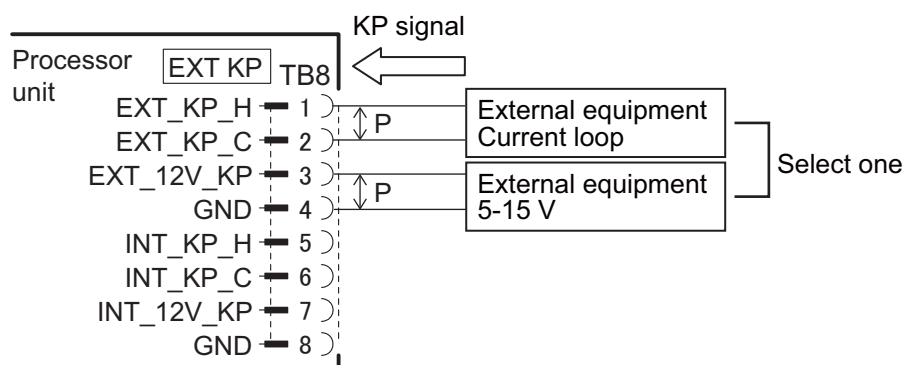 KP signal
Processor
unit
EXT KP
TB8
EXT_KP_H 1
EXT_KP_C 2
EXT_12V_KP 3
GND 4
INT_KP_H 5
INT_KP_C 6
INT_12V_KP 7
GND 8
P
P
External equipment
Current loop
External equipment
5-15 V
Select one